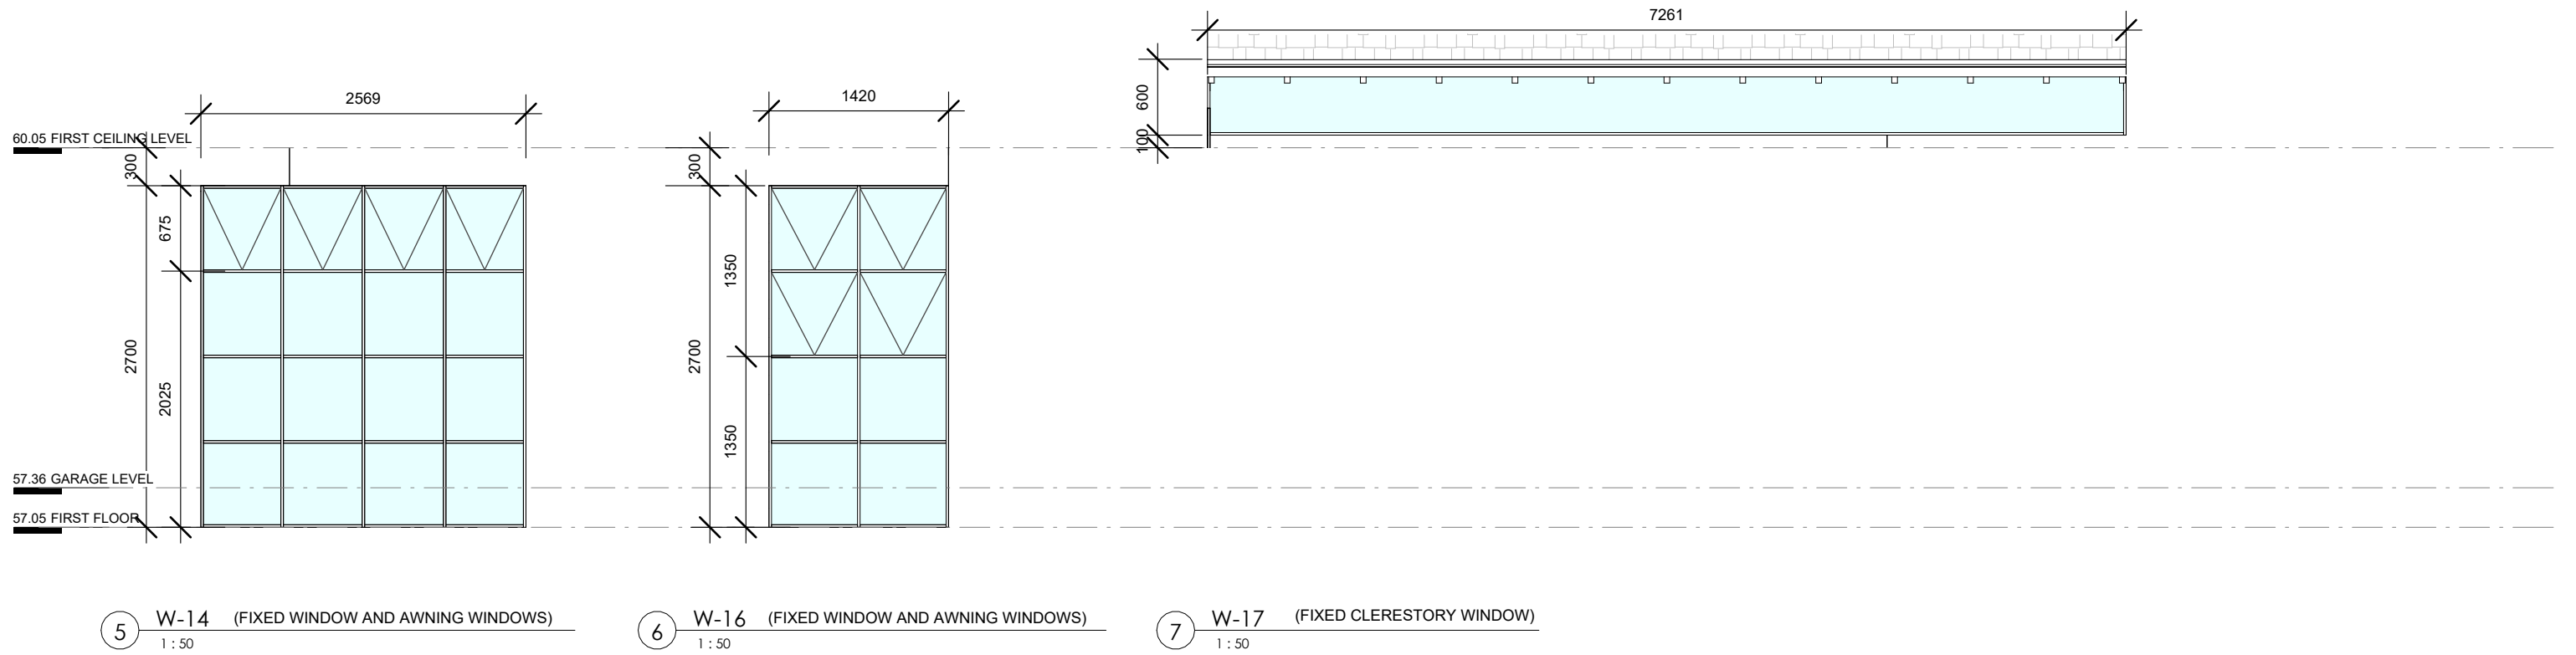 7261
2569
1420
600
100
60.05 FIRST CEILING LEVEL
300
300
675
1350
2700
2700
2025
1350
57.36 GARAGE LEVEL
57.05 FIRST FLOOR
5 W-14 (FIXED WINDOW AND AWNING WINDOWS)
1 : 50
6 W-16 (FIXED WINDOW AND AWNING WINDOWS)
1 : 50
7 W-17 (FIXED CLERESTORY WINDOW)
1 : 50